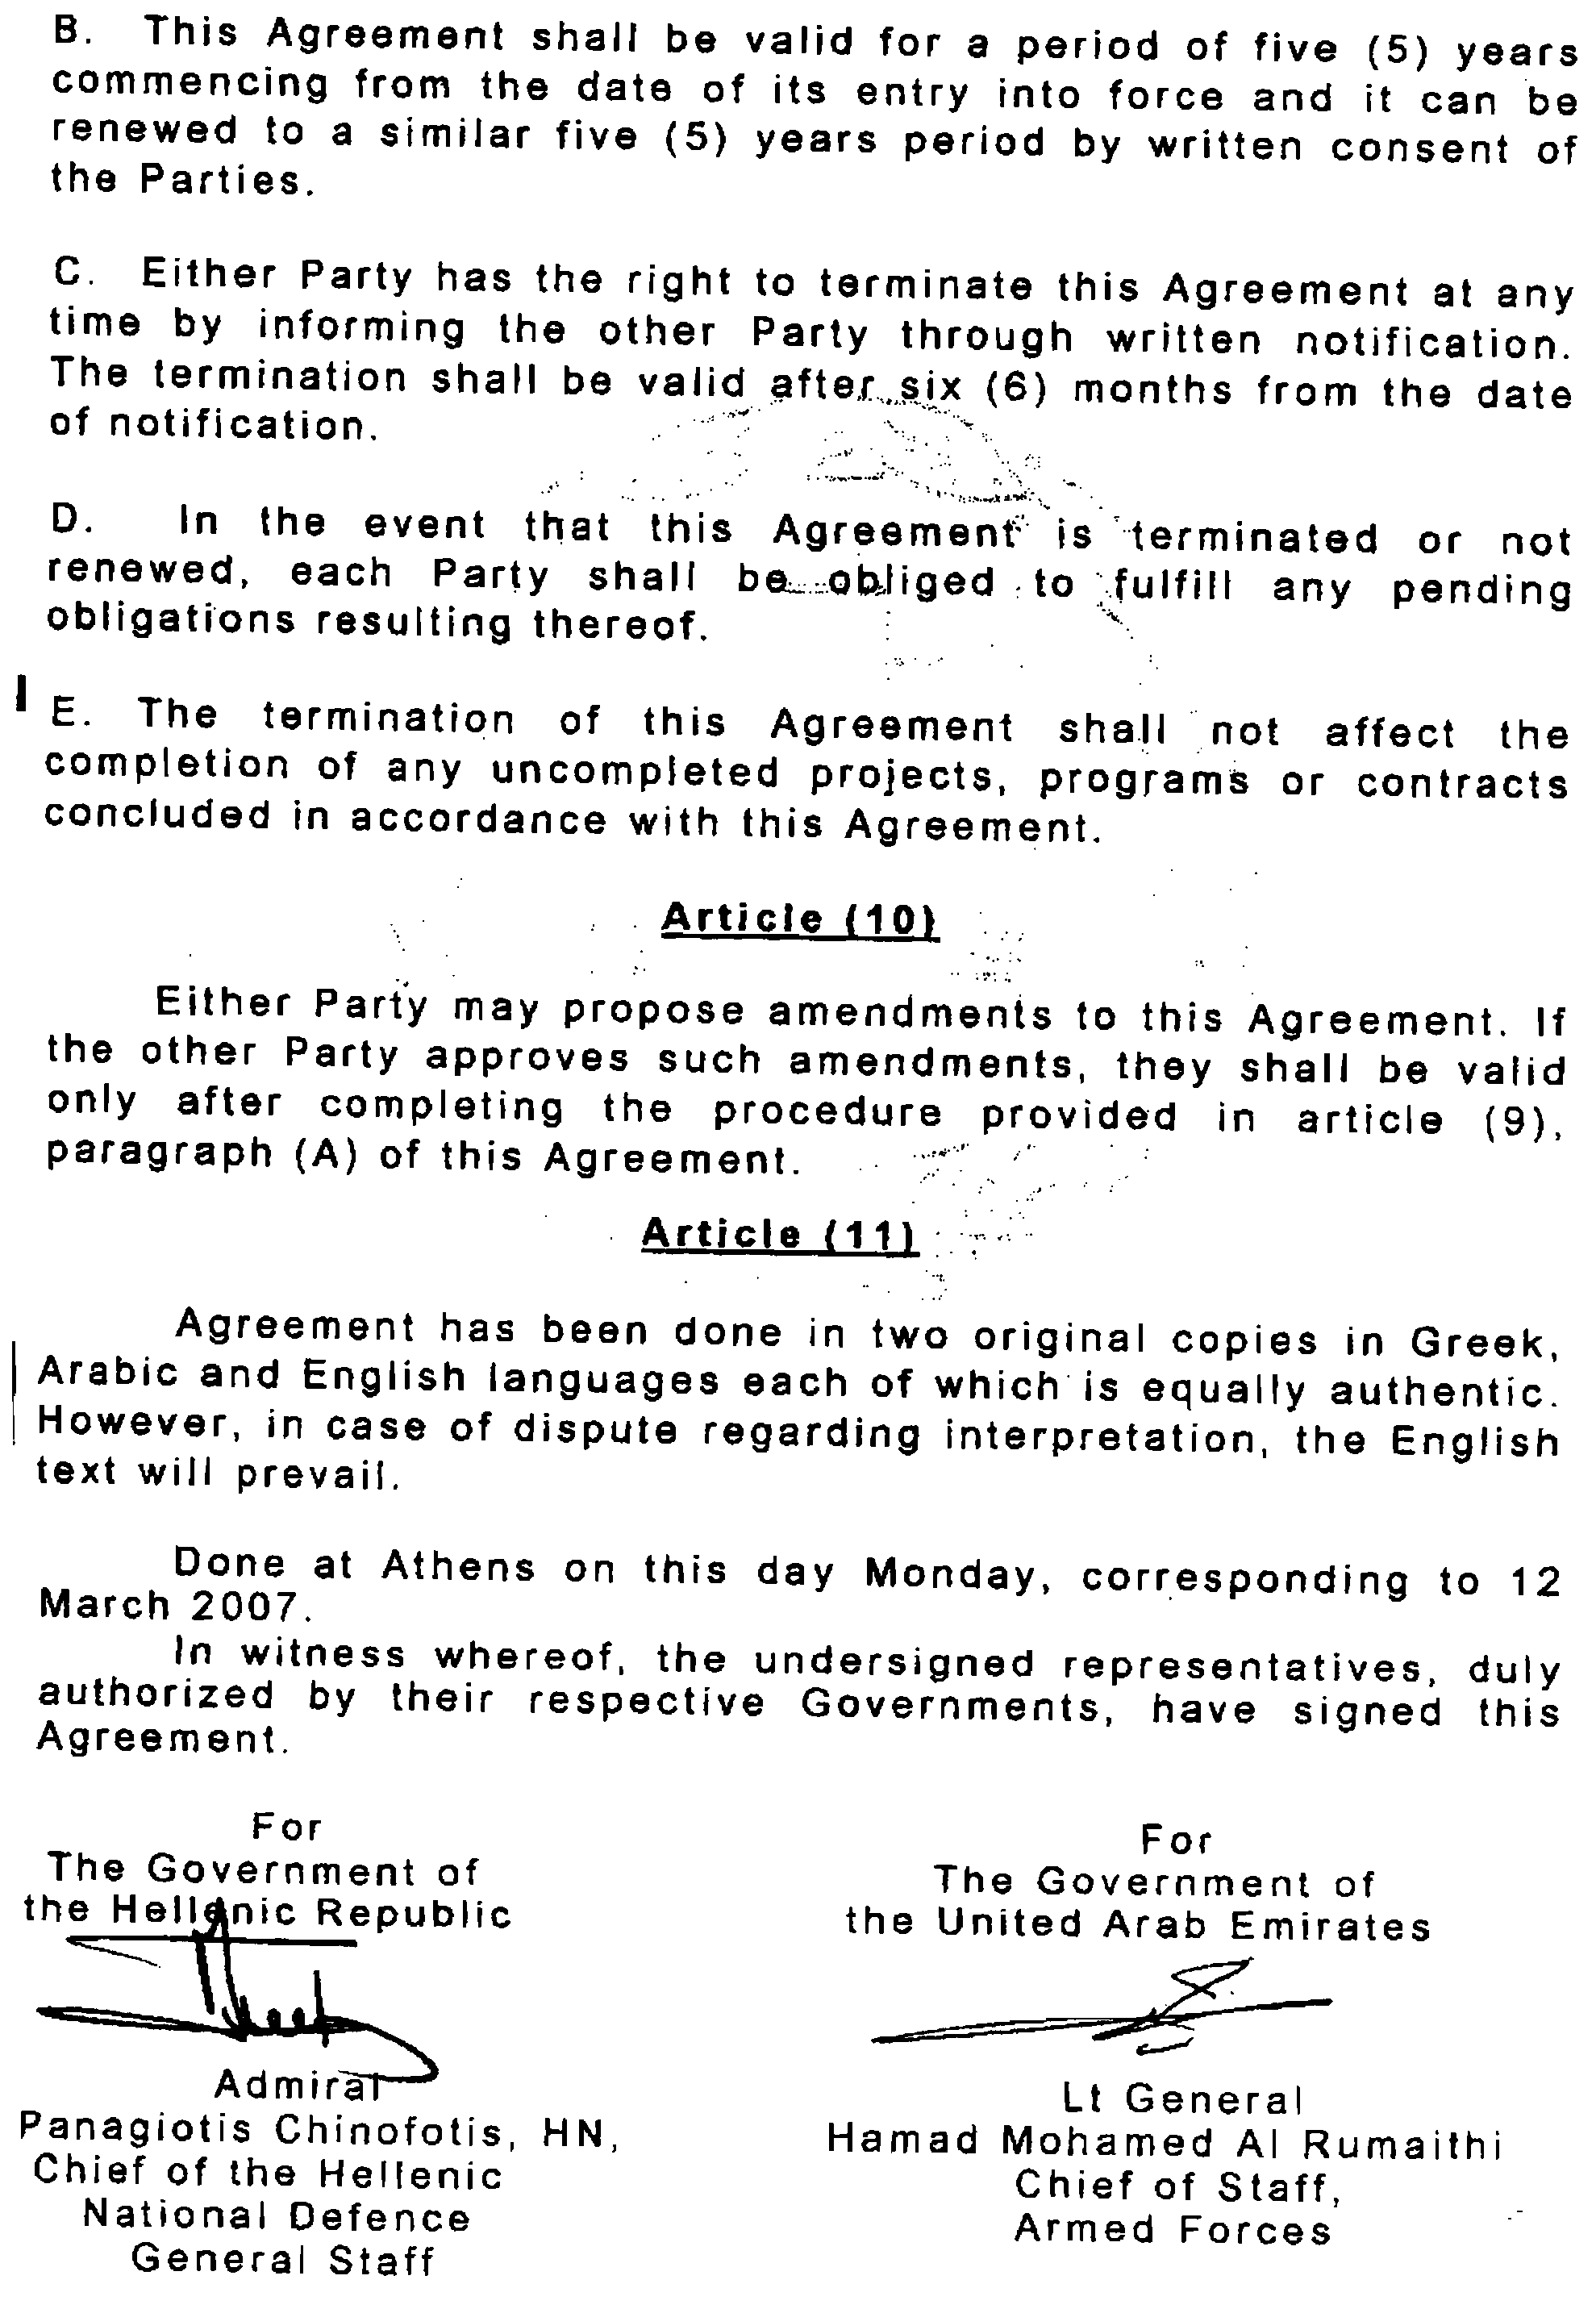 B. This Agreement shall be valid for a period of five (5) years
commencing from the date of its entry into force and it can be
renewed to a similar five (5) years period by written consent of
the Parties.
C. Either Party has the right to terminate this Agreement at any
time by informing the other Party through written notification.
The termination shall be valid after six (6) months from the date
of notification.
D. In the event that this Agreement is terminated or not
renewed, each Party shall be obliged to fulfill any pending
obligations resulting thereof.
E. The termination of this Agreement shall not affect the
completion of any uncompleted projects, programs or contracts
concluded in accordance with this Agreement.
Article (10)
Either Party may propose amendments to this Agreement. If
the other Party approves such amendments, they shall be valid
only after completing the procedure provided in article (9),
paragraph (A) of this Agreement.
Article (11)
Agreement has been done in two original copies in Greek,
Arabic and English languages each of which is equally authentic.
However, in case of dispute regarding interpretation, the English
text will prevail.
Done at Athens on this day Monday, corresponding to 12
March 2007.
In witness whereof, the undersigned representatives, duly
authorized by their respective Governments, have signed this
Agreement.
For
The Government of
the Hellenic Republic
Admiral
Panagiotis Chinofotis, HN,
Chief of the Hellenic
National Defence
General Staff
For
The Government of
the United Arab Emirates
Lt General
Hamad Mohamed Al Rumaithi
Chief of Staff,
Armed Forces